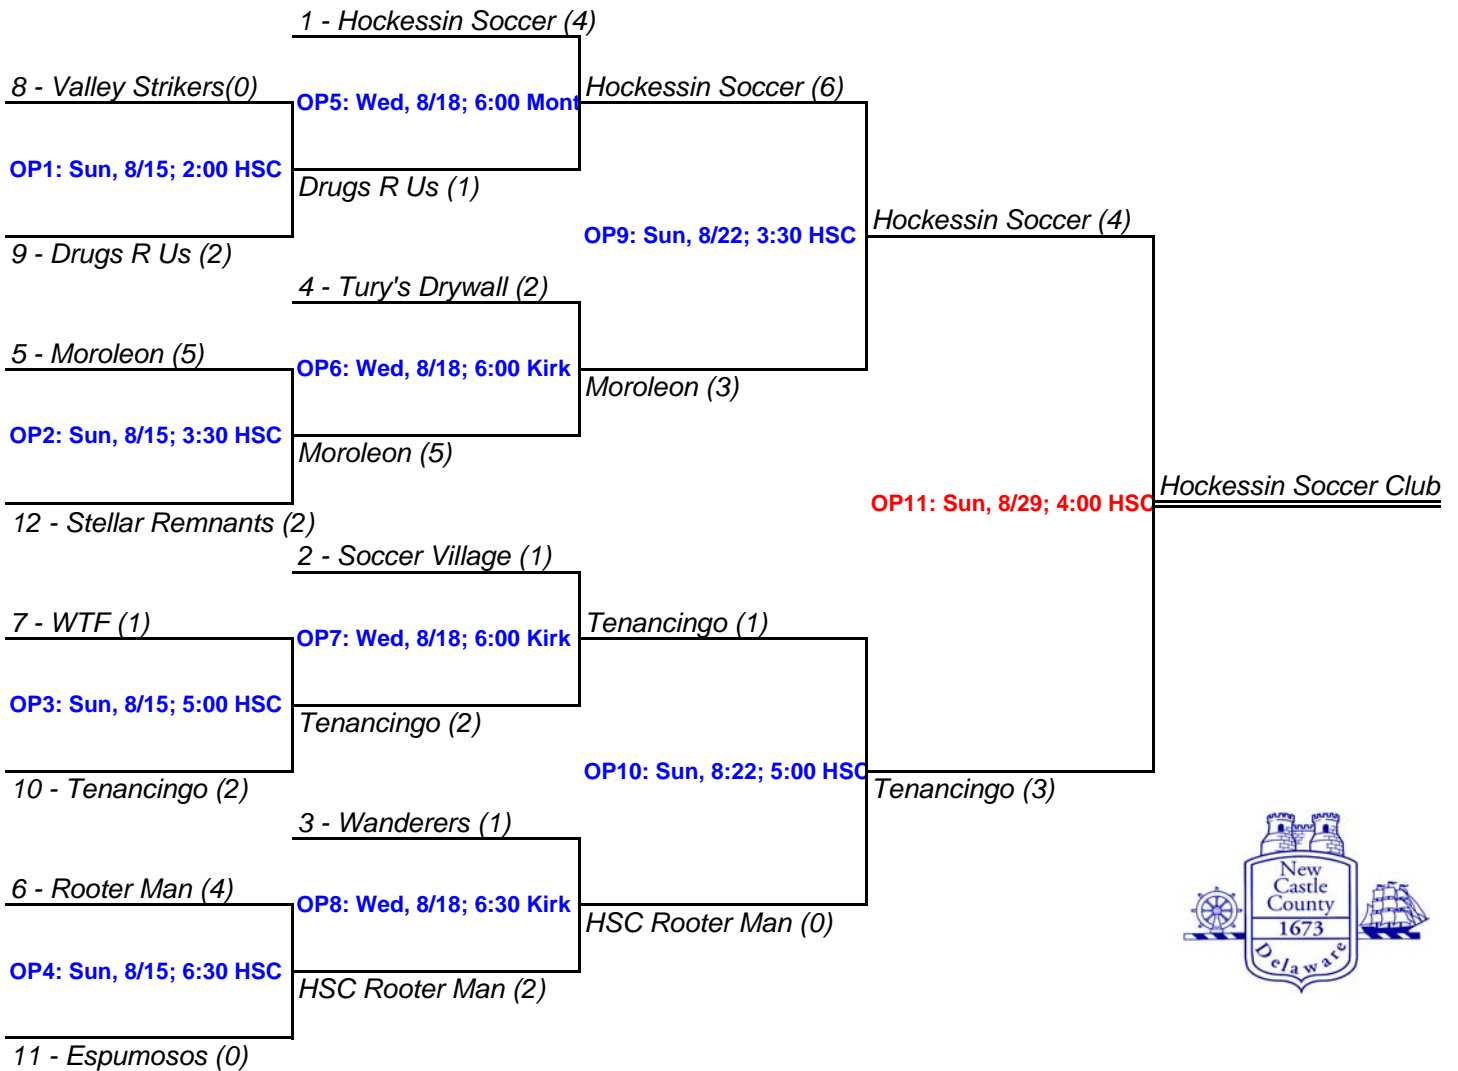 1 - Hockessin Soccer (4)
8 - Valley Strikers(0)
OP5: Wed, 8/18; 6:00 Mont
Hockessin Soccer (6)
OP1: Sun, 8/15; 2:00 HSC
Drugs R Us (1)
Hockessin Soccer (4)
OP9: Sun, 8/22; 3:30 HSC
9 - Drugs R Us (2)
4 - Tury's Drywall (2)
5 - Moroleon (5)
OP6: Wed, 8/18; 6:00 Kirk
Moroleon (3)
OP2: Sun, 8/15; 3:30 HSC
Moroleon (5)
Hockessin Soccer Club
OP11: Sun, 8/29; 4:00 HSC
12 - Stellar Remnants (2)
2 - Soccer Village (1)
7 - WTF (1)
OP7: Wed, 8/18; 6:00 Kirk
Tenancingo (1)
OP3: Sun, 8/15; 5:00 HSC
Tenancingo (2)
OP10: Sun, 8:22; 5:00 HSC
10 - Tenancingo (2)
Tenancingo (3)
3 - Wanderers (1)
6 - Rooter Man (4)
OP8: Wed, 8/18; 6:30 Kirk
HSC Rooter Man (0)
OP4: Sun, 8/15; 6:30 HSC
HSC Rooter Man (2)
11 - Espumosos (0)
New
Castle
County
1673
Delaware